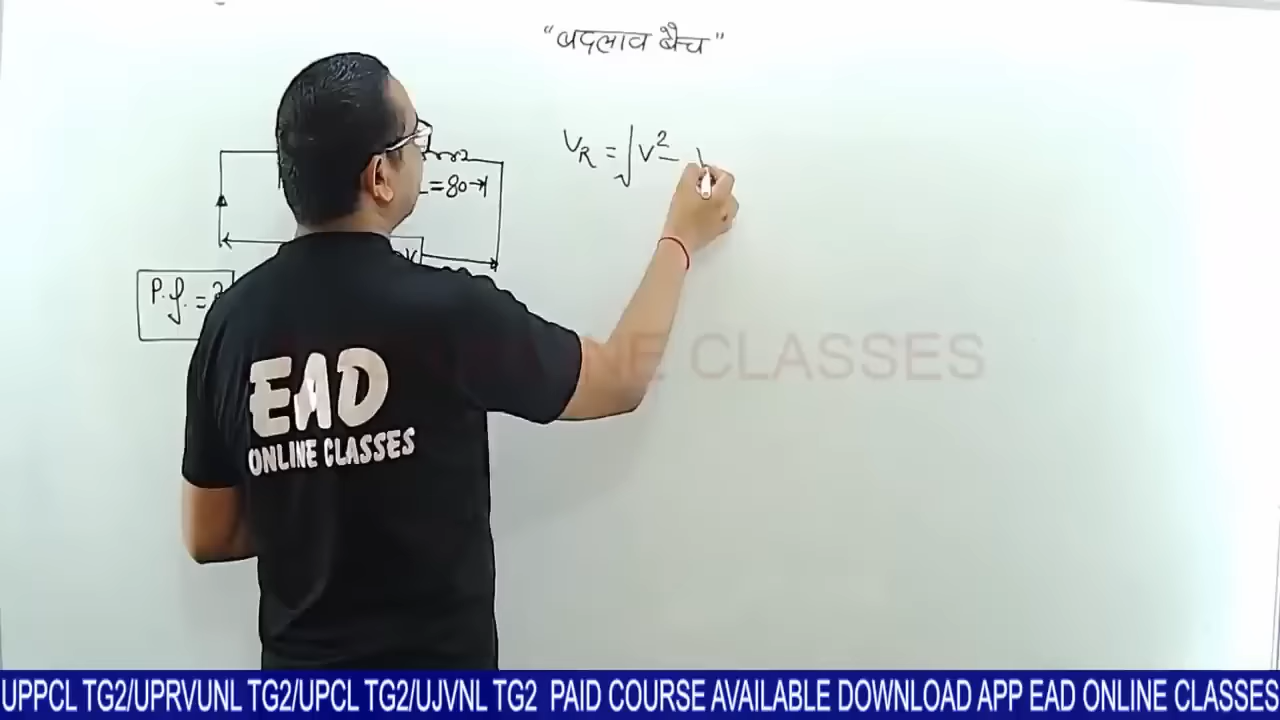 "बदलाव बैच"
V_R = √V² -
= 80
P.f. =
ONLINE CLASSES
EAD
ONLINE CLASSES
UPPCL TG2/UPRVUNL TG2/UPCL TG2/UJVNL TG2 PAID COURSE AVAILABLE DOWNLOAD APP EAD ONLINE CLASSES